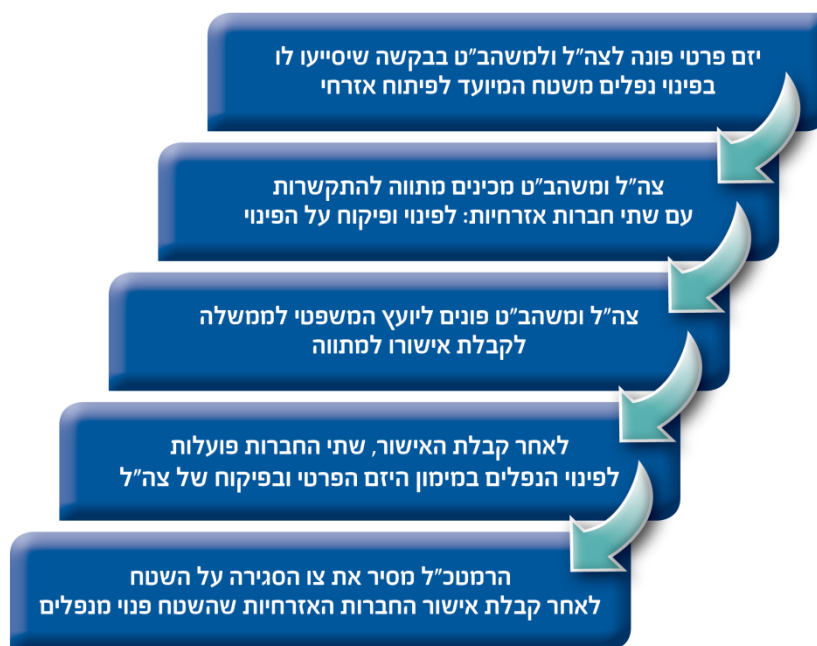 יזם פרטי פונה לצה"ל ולמשהב"ט בבקשה שיסייעו לו
בפינוי נפלים משטח המיועד לפיתוח אזרחי
צה"ל ומשהב"ט מכינים מתווה להתקשרות
עם שתי חברות אזרחיות: לפינוי ופיקוח על הפינוי
צה"ל ומשהב"ט פונים ליועץ המשפטי לממשלה
לקבלת אישורו למתווה
לאחר קבלת האישור, שתי החברות פועלות
לפינוי הנפלים במימון היזם הפרטי ובפיקוח של צה"ל
הרמטכ"ל מסיר את צו הסגירה על השטח
לאחר קבלת אישור החברות האזרחיות שהשטח פנוי מנפלים